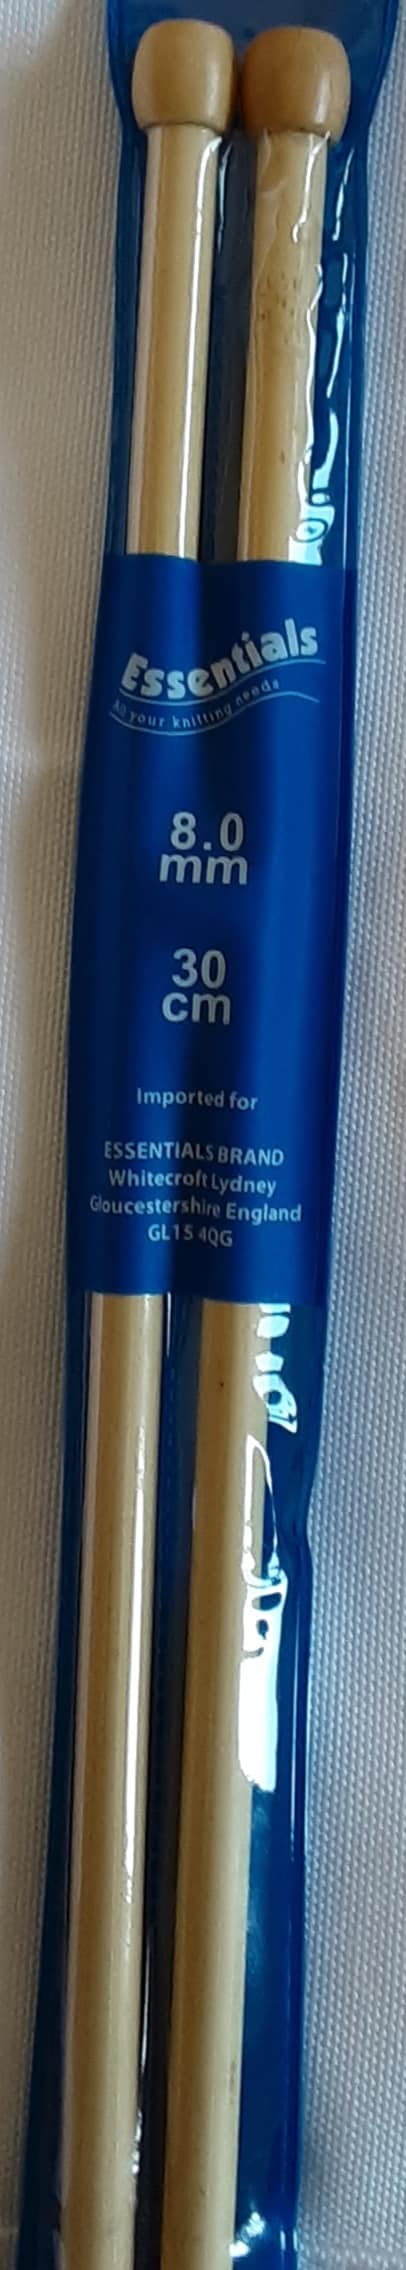 Essentials
All your knitting needs
8.0
mm
30
cm
Imported for
ESSENTIALS BRAND
Whitecroft Lydney
Gloucestershire England
GL15 4QG